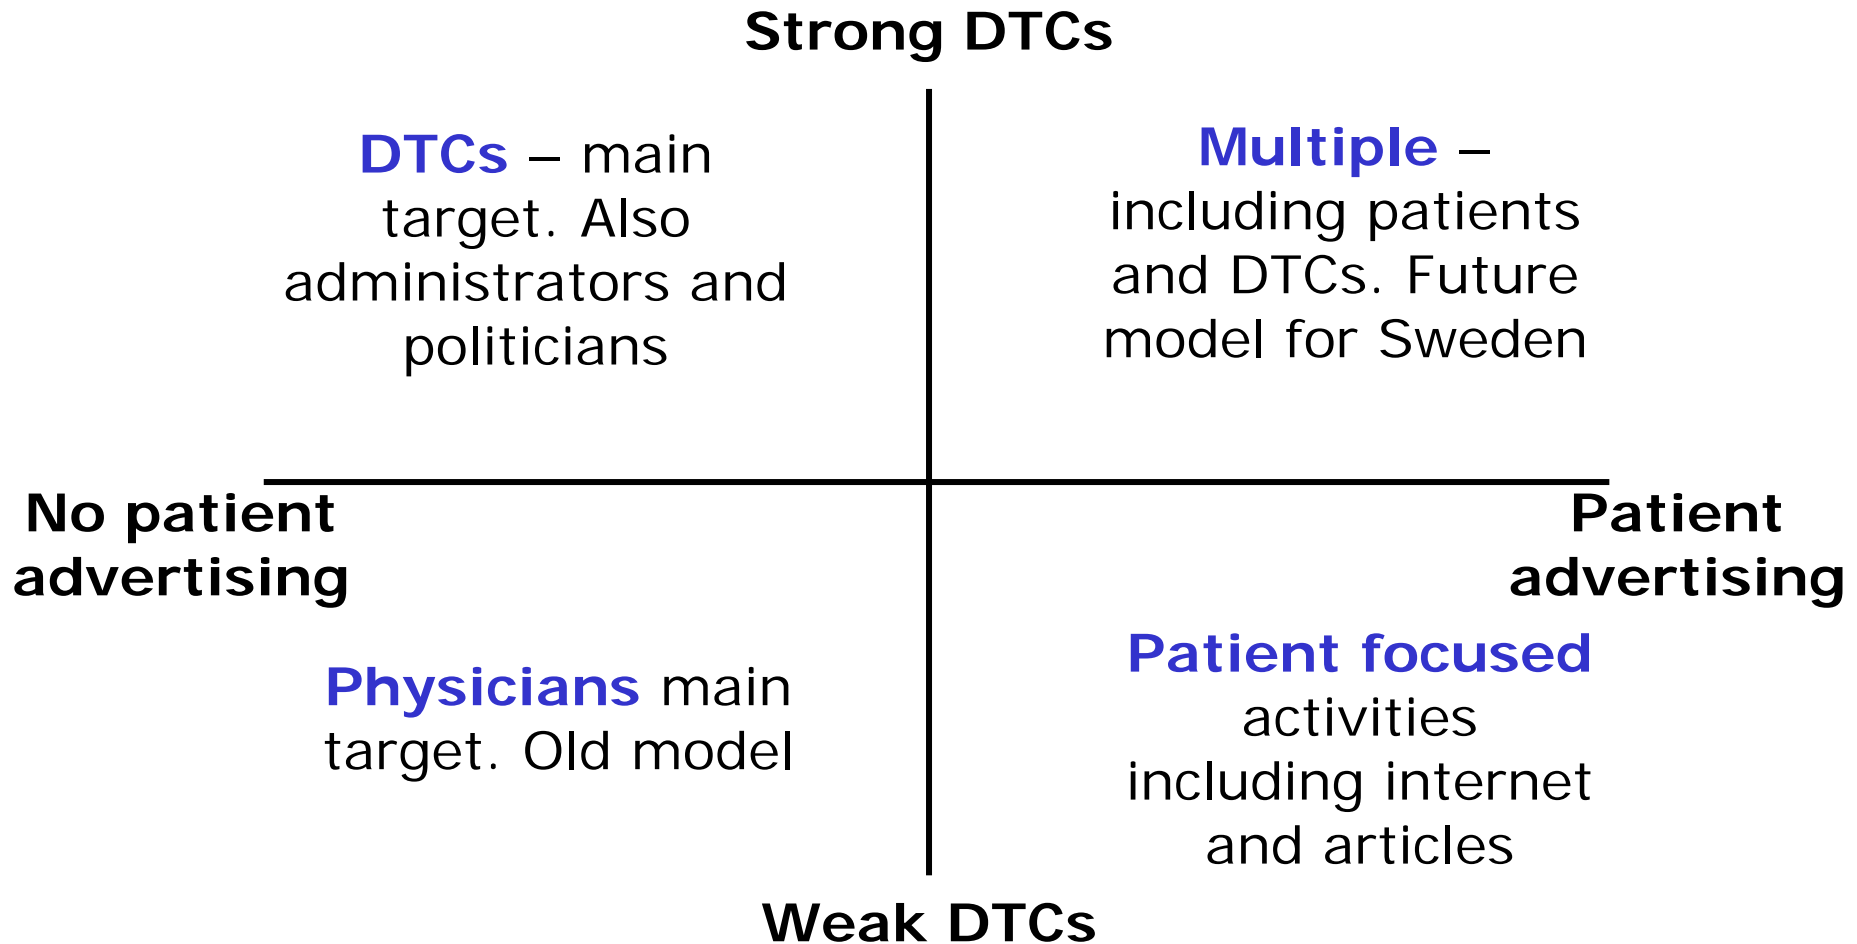 Strong DTCs
DTCs – main
target. Also
administrators and
politicians
Multiple –
including patients
and DTCs. Future
model for Sweden
No patient
advertising
Patient
advertising
Physicians main
target. Old model
Patient focused
activities
including internet
and articles
Weak DTCs